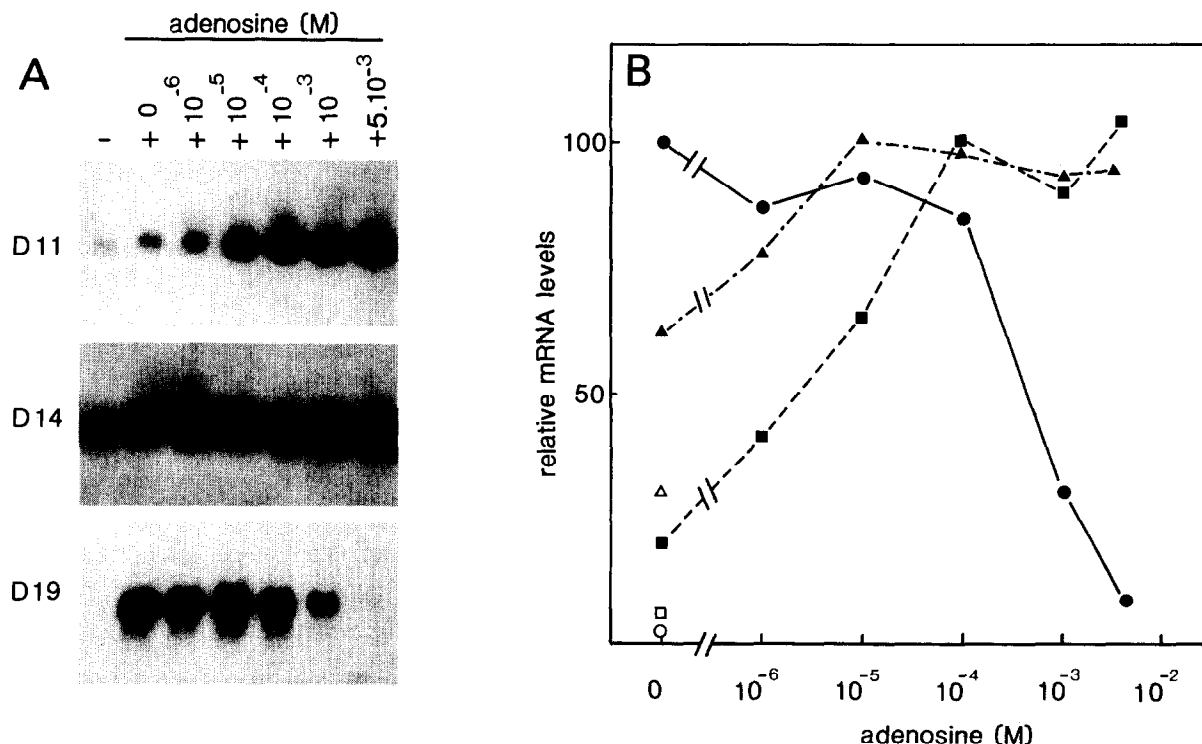 adenosine (M)
A
-
+ 0
+ 10⁻⁶
+ 10⁻⁵
+ 10⁻⁴
+ 10⁻³
+5.10⁻³
D11
D14
D19
B
100
50
relative mRNA levels
0 10⁻⁶ 10⁻⁵ 10⁻⁴ 10⁻³ 10⁻²
adenosine (M)